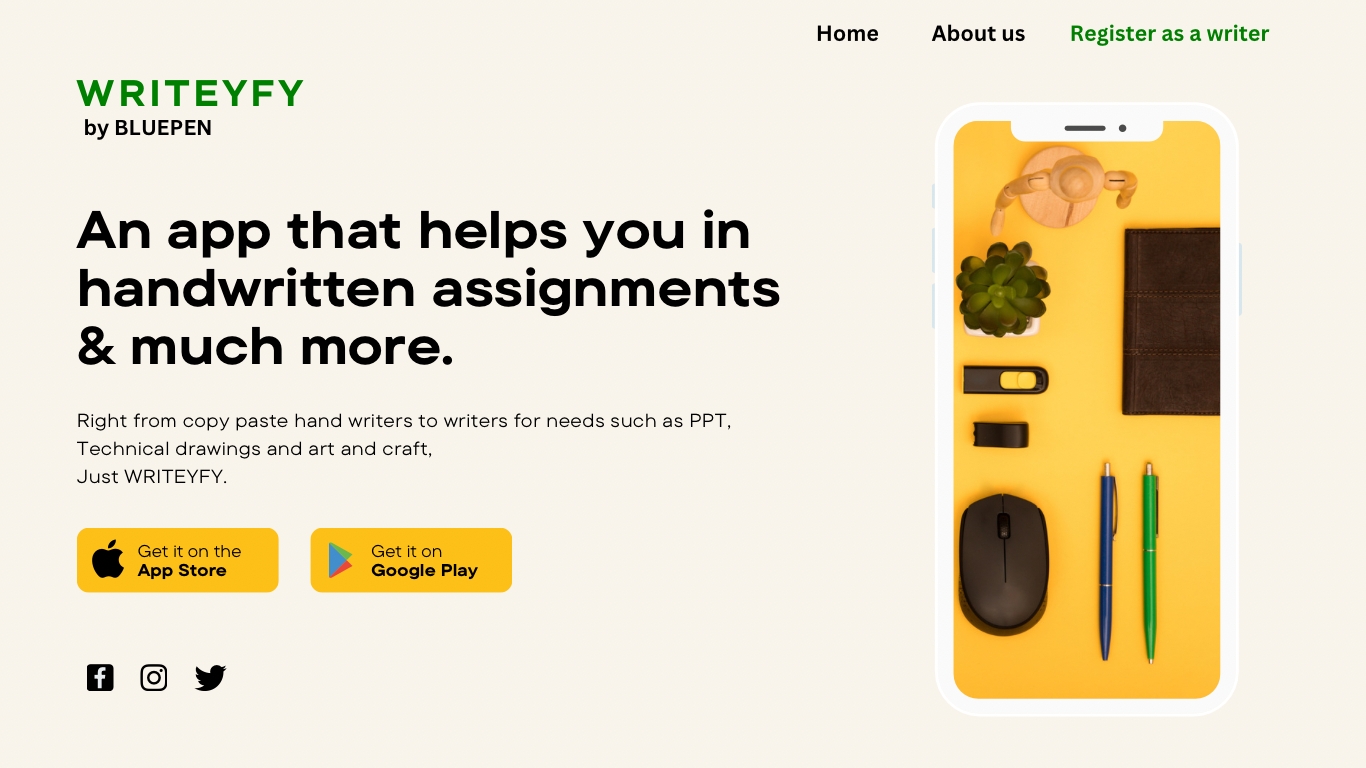 Home About us Register as a writer
WRITEYFY
by BLUEPEN
An app that helps you in
handwritten assignments
& much more.
Right from copy paste hand writers to writers for needs such as PPT,
Technical drawings and art and craft,
Just WRITEYFY.
Get it on the
App Store
Get it on
Google Play